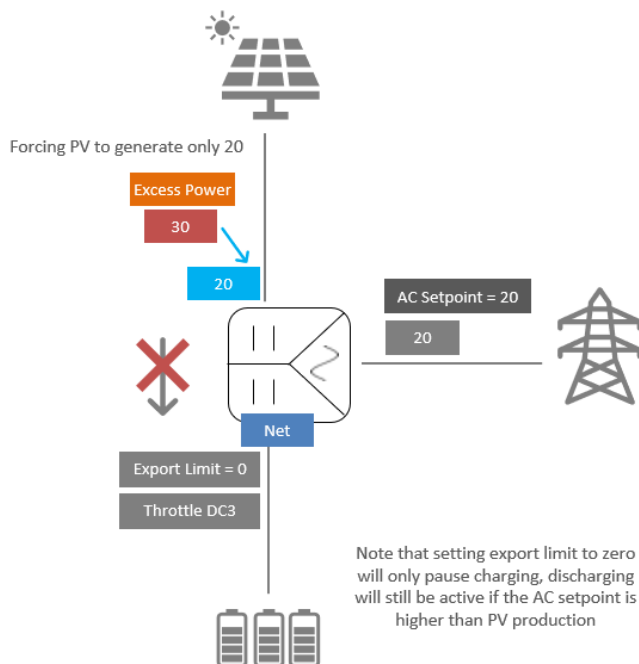 Forcing PV to generate only 20
Excess Power
30
20
AC Setpoint = 20
20
Net
Export Limit = 0
Throttle DC3
Note that setting export limit to zero
will only pause charging, discharging
will still be active if the AC setpoint is
higher than PV production